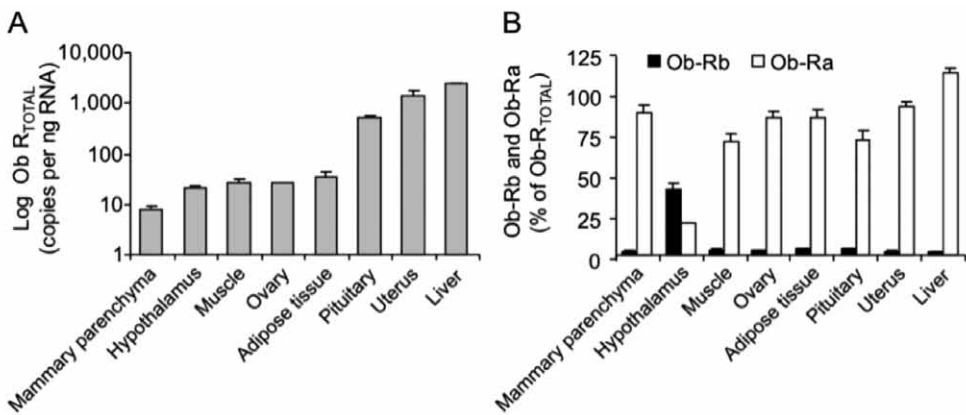 A
Log Ob R TOTAL
(copies per ng RNA)
10,000
1,000
100
10
1
Mammary parenchyma
Hypothalamus
Muscle
Ovary
Adipose tissue
Pituitary
Uterus
Liver
B
Ob-Rb and Ob-Ra
(% of Ob-RTOTAL)
125
100
75
50
25
0
Ob-Rb
Ob-Ra
Mammary parenchyma
Hypothalamus
Muscle
Ovary
Adipose tissue
Pituitary
Uterus
Liver